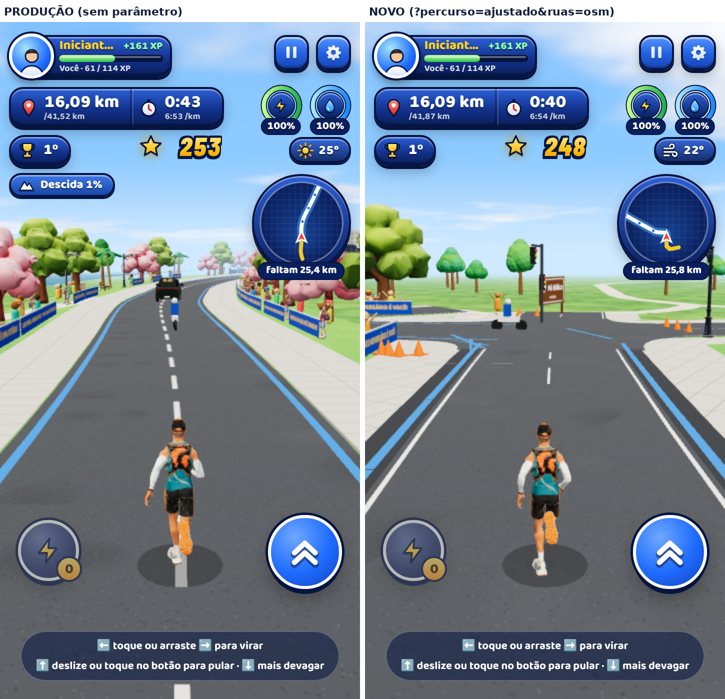 PRODUÇÃO (sem parâmetro)
Iniciant... +161 XP
Você · 61 / 114 XP
16,09 km 0:43
/41,52 km 6:53 /km
100% 100%
1° 253 25°
Descida 1%
faltam 25,4 km
0
⬅️ toque ou arraste ➡️ para virar
⬆️ deslize ou toque no botão para pular · ⬇️ mais devagar
NOVO (?percurso=ajustado&ruas=osm)
Iniciant... +161 XP
Você · 61 / 114 XP
16,09 km 0:40
/41,87 km 6:54 /km
100% 100%
1° 248 22°
faltam 25,8 km
0
⬅️ toque ou arraste ➡️ para virar
⬆️ deslize ou toque no botão para pular · ⬇️ mais devagar